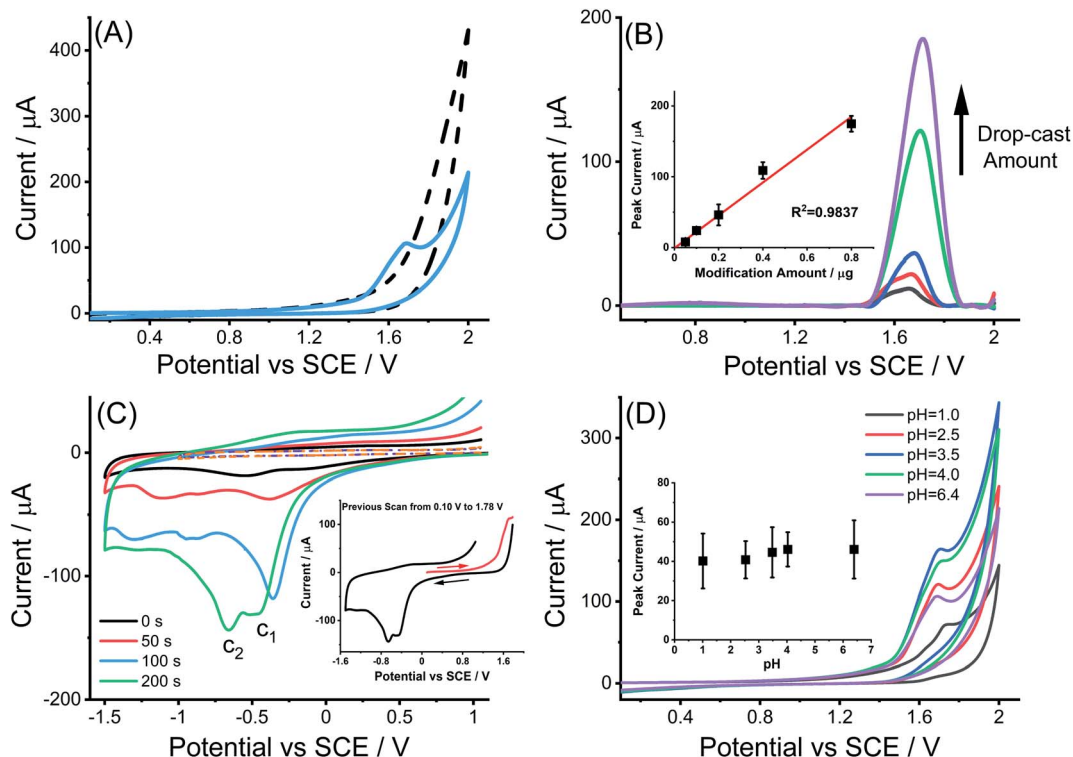 (A)
Current / μA
400
300
200
100
0
0.4
0.8
1.2
1.6
2
Potential vs SCE / V
(B)
Current / μA
200
100
0
0.8
1.2
1.6
2
Potential vs SCE / V
Drop-cast
Amount
Peak Current / μA
200
100
0
0.0
0.2
0.4
0.6
0.8
Modification Amount / μg
R²=0.9837
(C)
Current / μA
0
-100
-200
-1.5
-1
-0.5
0
0.5
1
Potential vs SCE / V
0 s
50 s
100 s
200 s
c₂
c₁
Previous Scan from 0.10 V to 1.78 V
Current / μA
100
0
-100
-1.6
-0.8
0
0.8
1.6
Potential vs SCE / V
(D)
Current / μA
300
200
100
0
0.4
0.8
1.2
1.6
2
Potential vs SCE / V
pH=1.0
pH=2.5
pH=3.5
pH=4.0
pH=6.4
Peak Current / μA
80
60
40
20
0
0
1
2
3
4
5
6
7
pH